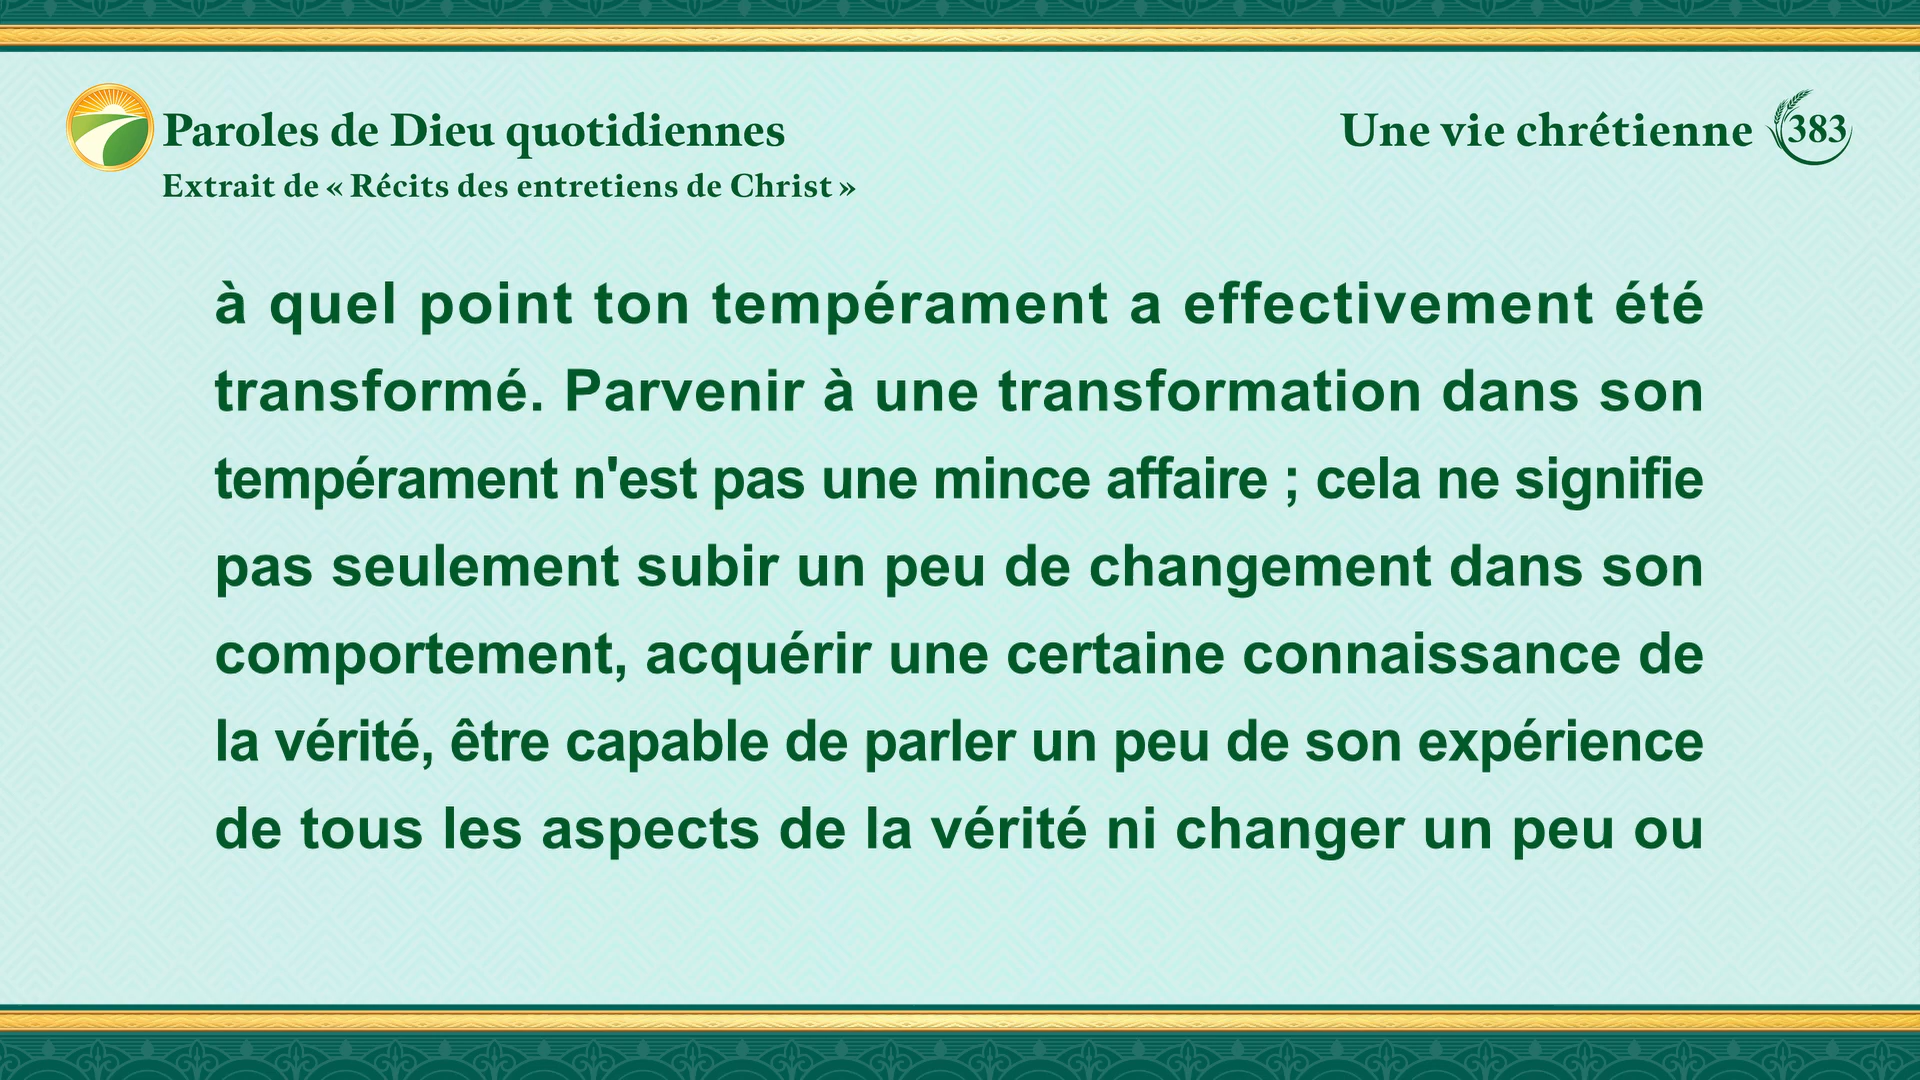 Paroles de Dieu quotidiennes
Extrait de « Récits des entretiens de Christ »
Une vie chrétienne 383
à quel point ton tempérament a effectivement été
transformé. Parvenir à une transformation dans son
tempérament n'est pas une mince affaire ; cela ne signifie
pas seulement subir un peu de changement dans son
comportement, acquérir une certaine connaissance de
la vérité, être capable de parler un peu de son expérience
de tous les aspects de la vérité ni changer un peu ou